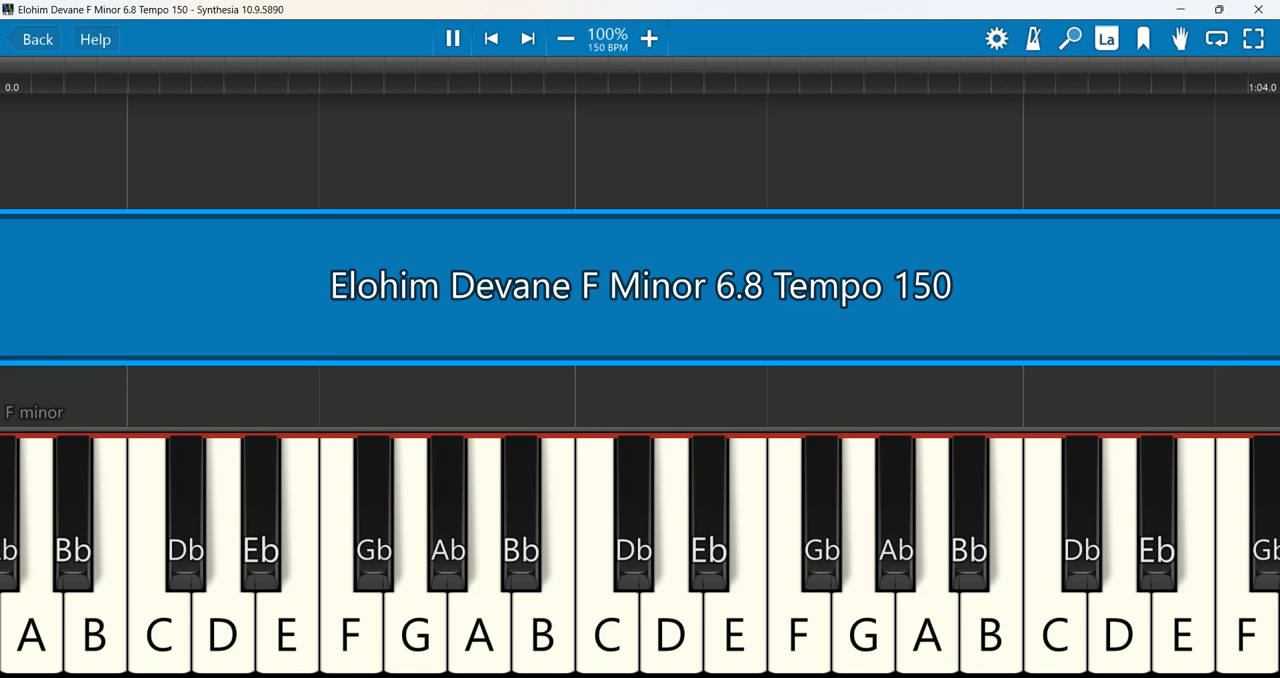 Elohim Devane F Minor 6.8 Tempo 150 - Synthesia 10.9.5890
Back Help 100% La
150 BPM
0.0 1:04.0
Elohim Devane F Minor 6.8 Tempo 150
F minor
b Bb Db Eb Gb Ab Bb Db Eb Gb Ab Bb Db Eb Gb
A B C D E F G A B C D E F G A B C D E F